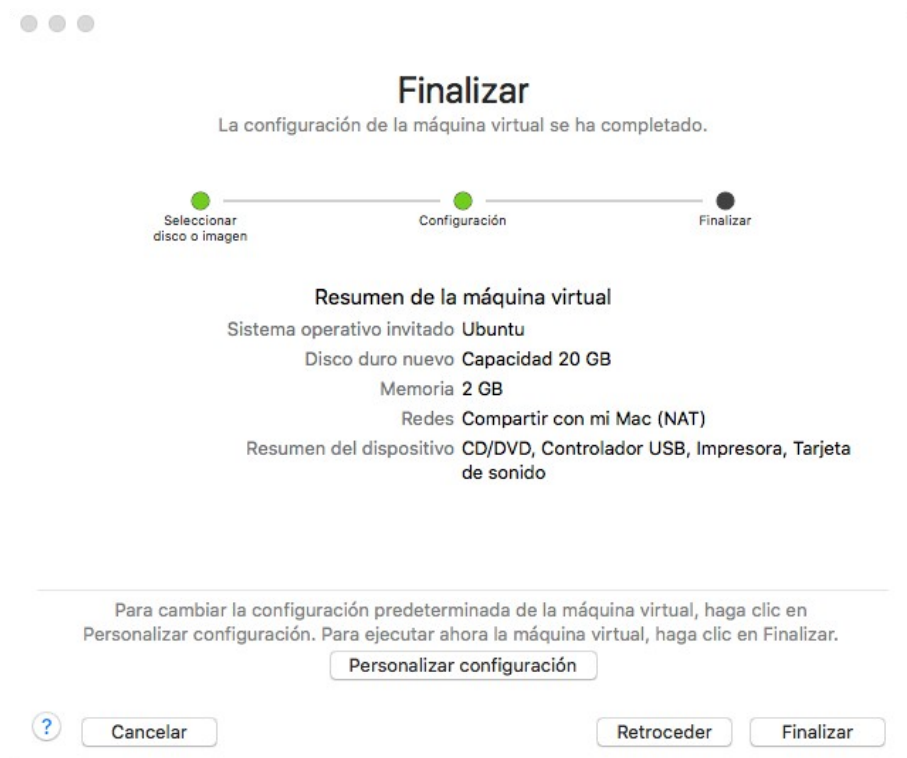 Finalizar
La configuración de la máquina virtual se ha completado.
Seleccionar
disco o imagen
Configuración
Finalizar
Resumen de la máquina virtual
Sistema operativo invitado Ubuntu
Disco duro nuevo Capacidad 20 GB
Memoria 2 GB
Redes Compartir con mi Mac (NAT)
Resumen del dispositivo CD/DVD, Controlador USB, Impresora, Tarjeta
de sonido
Para cambiar la configuración predeterminada de la máquina virtual, haga clic en
Personalizar configuración. Para ejecutar ahora la máquina virtual, haga clic en Finalizar.
Personalizar configuración
? Cancelar Retroceder Finalizar